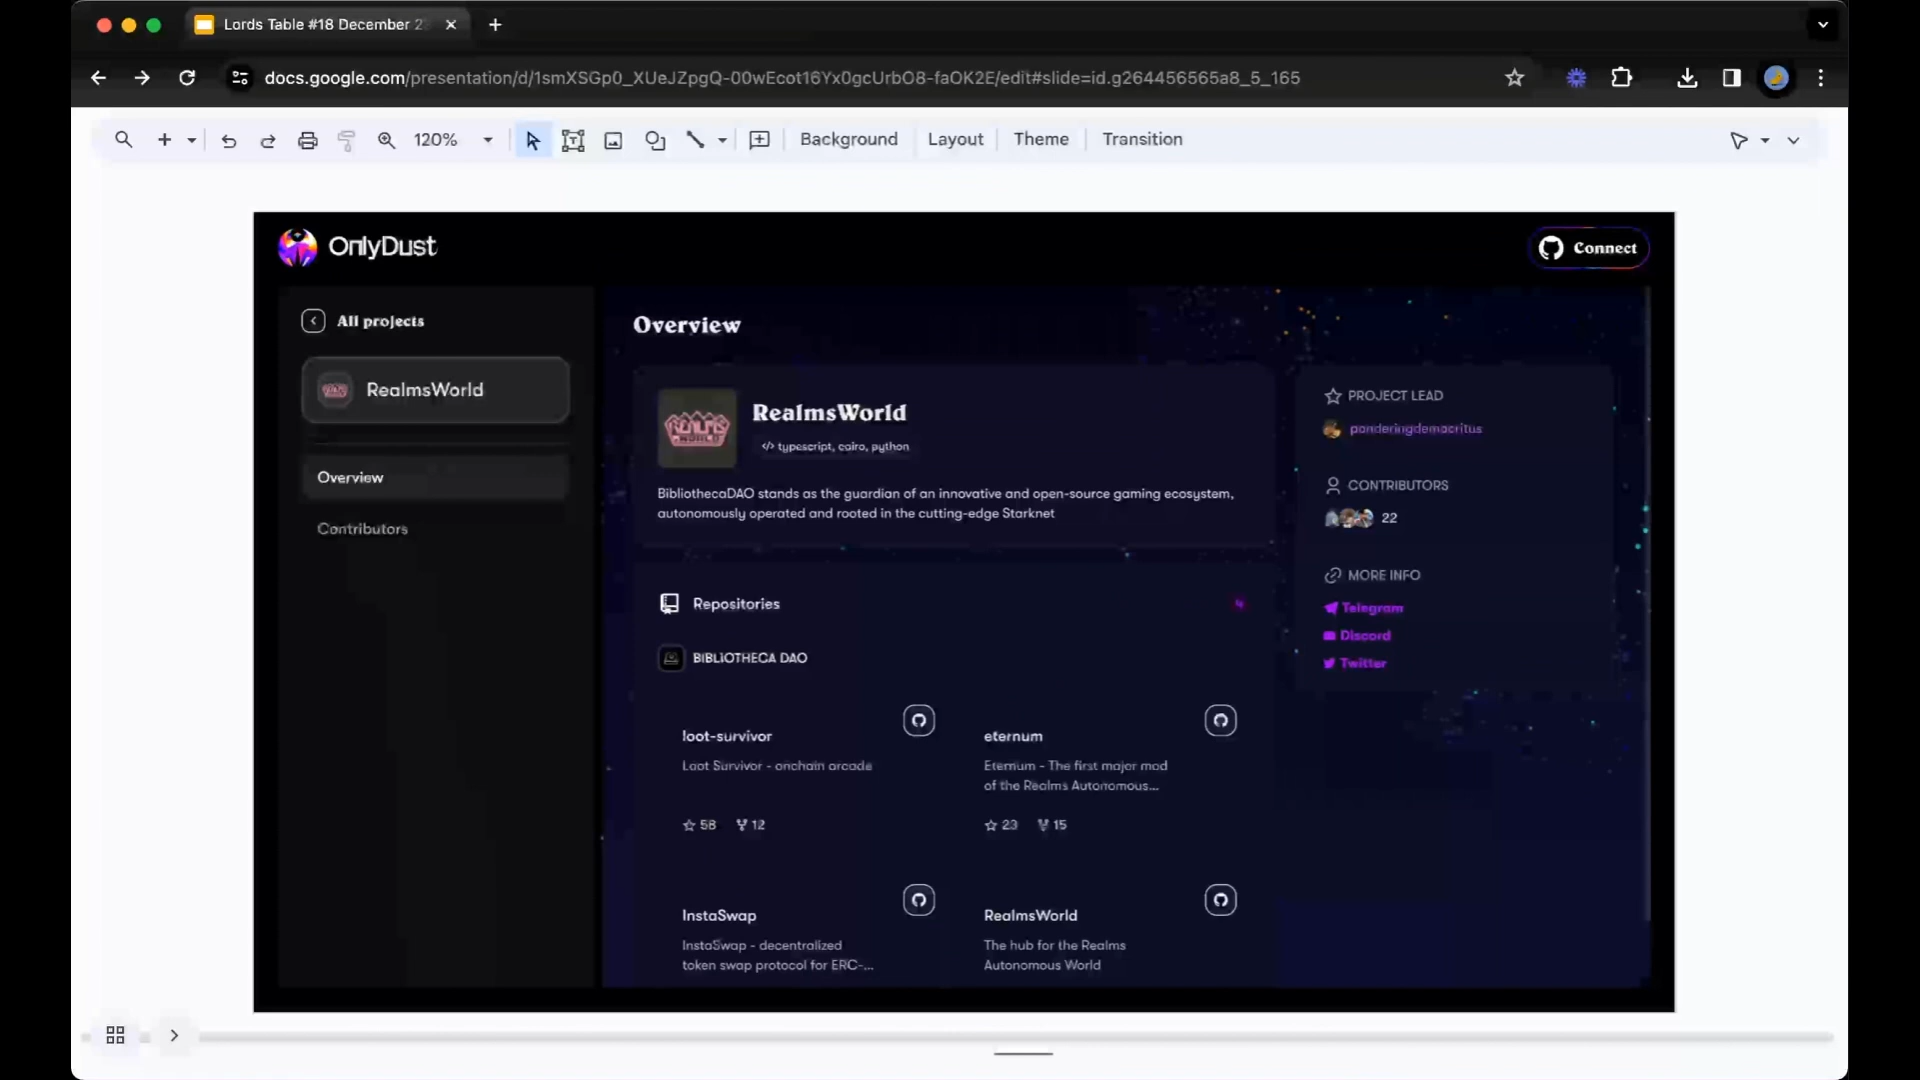 Lords Table #18 December 2
docs.google.com/presentation/d/1smXSGp0_XUeJZpgQ-00wEcot16Yx0gcUrbO8-faOK2E/edit#slide=id.g264456565a8_5_165
120%
Background
Layout
Theme
Transition
OnlyDust
Connect
All projects
RealmsWorld
Overview
Contributors
Overview
REALMS
WORLD
RealmsWorld
</> typescript, cairo, python
BibliothecaDAO stands as the guardian of an innovative and open-source gaming ecosystem,
autonomously operated and rooted in the cutting-edge Starknet
Repositories
4
BIBLIOTHECA DAO
loot-survivor
Loot Survivor - onchain arcade
58
12
eternum
Eternum - The first major mod
of the Realms Autonomous...
23
15
InstaSwap
InstaSwap - decentralized
token swap protocol for ERC-...
RealmsWorld
The hub for the Realms
Autonomous World
PROJECT LEAD
ponderingdemocritus
CONTRIBUTORS
22
MORE INFO
Telegram
Discord
Twitter